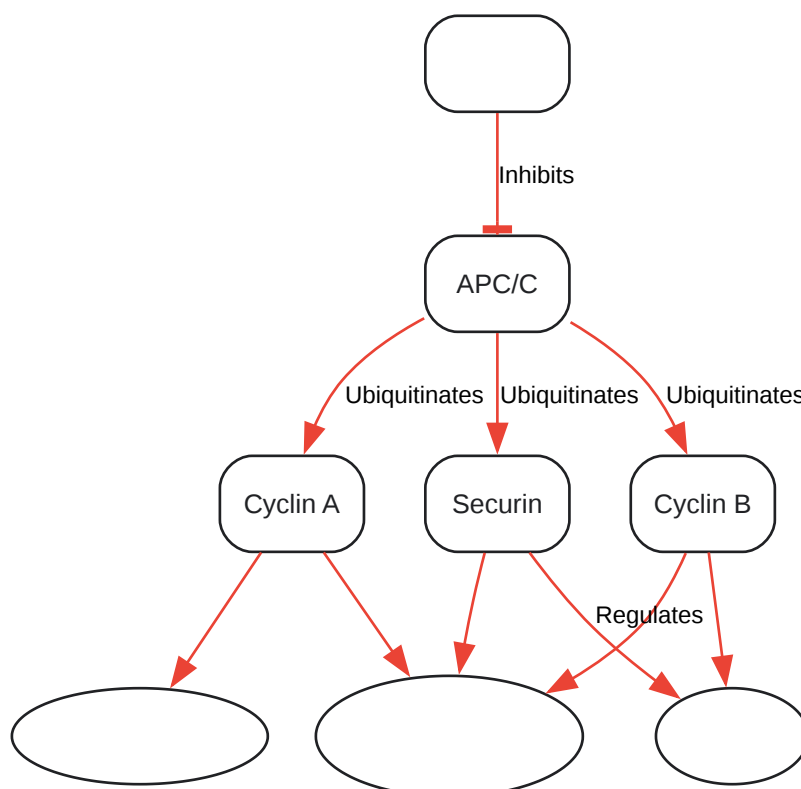 Inhibits
APC/C
Ubiquitinates Ubiquitinates Ubiquitinates
Cyclin A Securin Cyclin B
Regulates